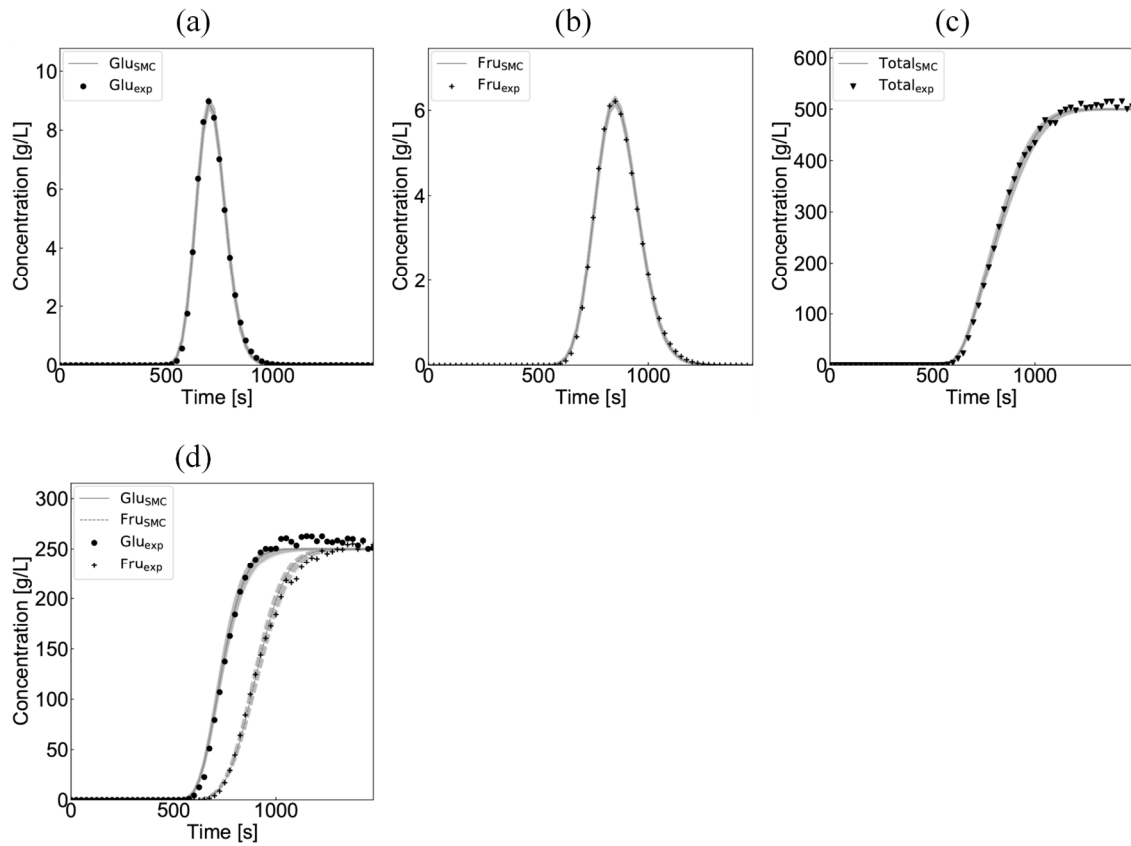 (a)
Glu_SMC
Glu_exp
Concentration [g/L]
10
8
6
4
2
0
0
500
1000
Time [s]
(b)
Fru_SMC
Fru_exp
Concentration [g/L]
6
4
2
0
0
500
1000
Time [s]
(c)
Total_SMC
Total_exp
Concentration [g/L]
600
500
400
300
200
100
0
0
500
1000
Time [s]
(d)
Glu_SMC
Fru_SMC
Glu_exp
Fru_exp
Concentration [g/L]
300
250
200
150
100
50
0
0
500
1000
Time [s]